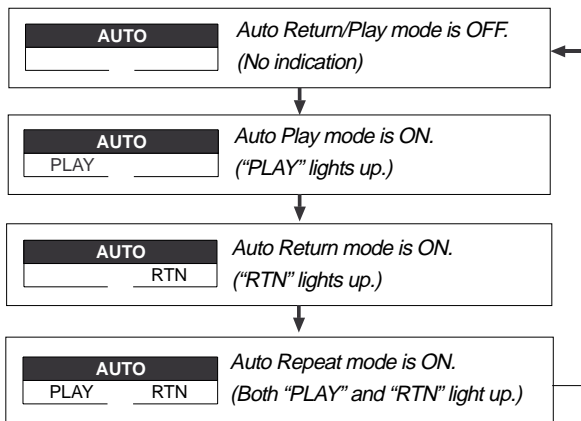 AUTO
Auto Return/Play mode is OFF.
(No indication)
AUTO
PLAY
Auto Play mode is ON.
(“PLAY” lights up.)
AUTO
RTN
Auto Return mode is ON.
(“RTN” lights up.)
AUTO
PLAY RTN
Auto Repeat mode is ON.
(Both “PLAY” and “RTN” light up.)